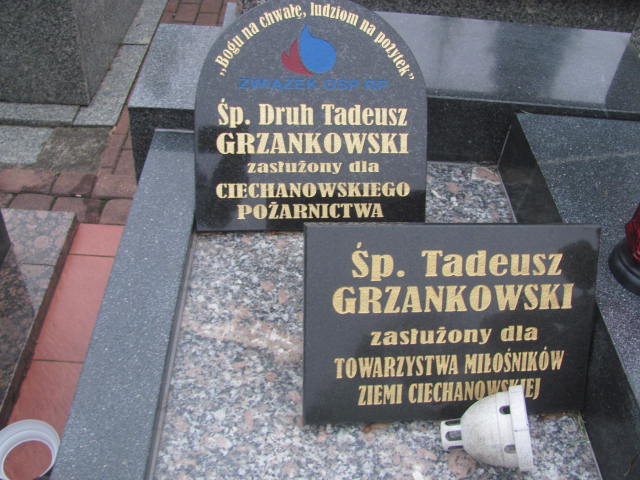 „Bogu na chwałę, ludziom na pożytek"
ZWIĄZEK OSP RP
Śp. Druh Tadeusz
GRZANKOWSKI
zasłużony dla
CIECHANOWSKIEGO
POŻARNICTWA
Śp. Tadeusz
GRZANKOWSKI
zasłużony dla
TOWARZYSTWA MIŁOŚNIKÓW
ZIEMI CIECHANOWSKIEJ